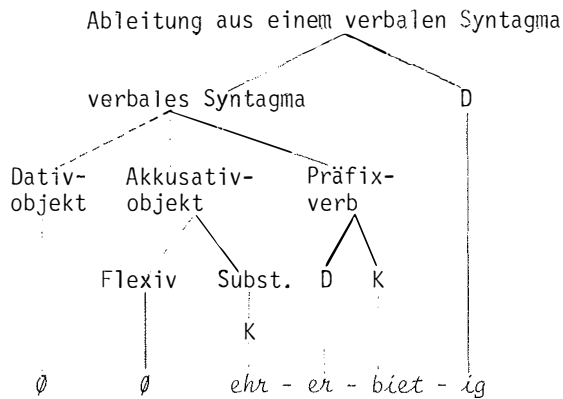 Ableitung aus einem verbalen Syntagma
verbales Syntagma D
Dativ- Akkusativ- Präfix-
objekt objekt verb
Flexiv Subst. D K
K
ø ø ehr - er - biet - ig